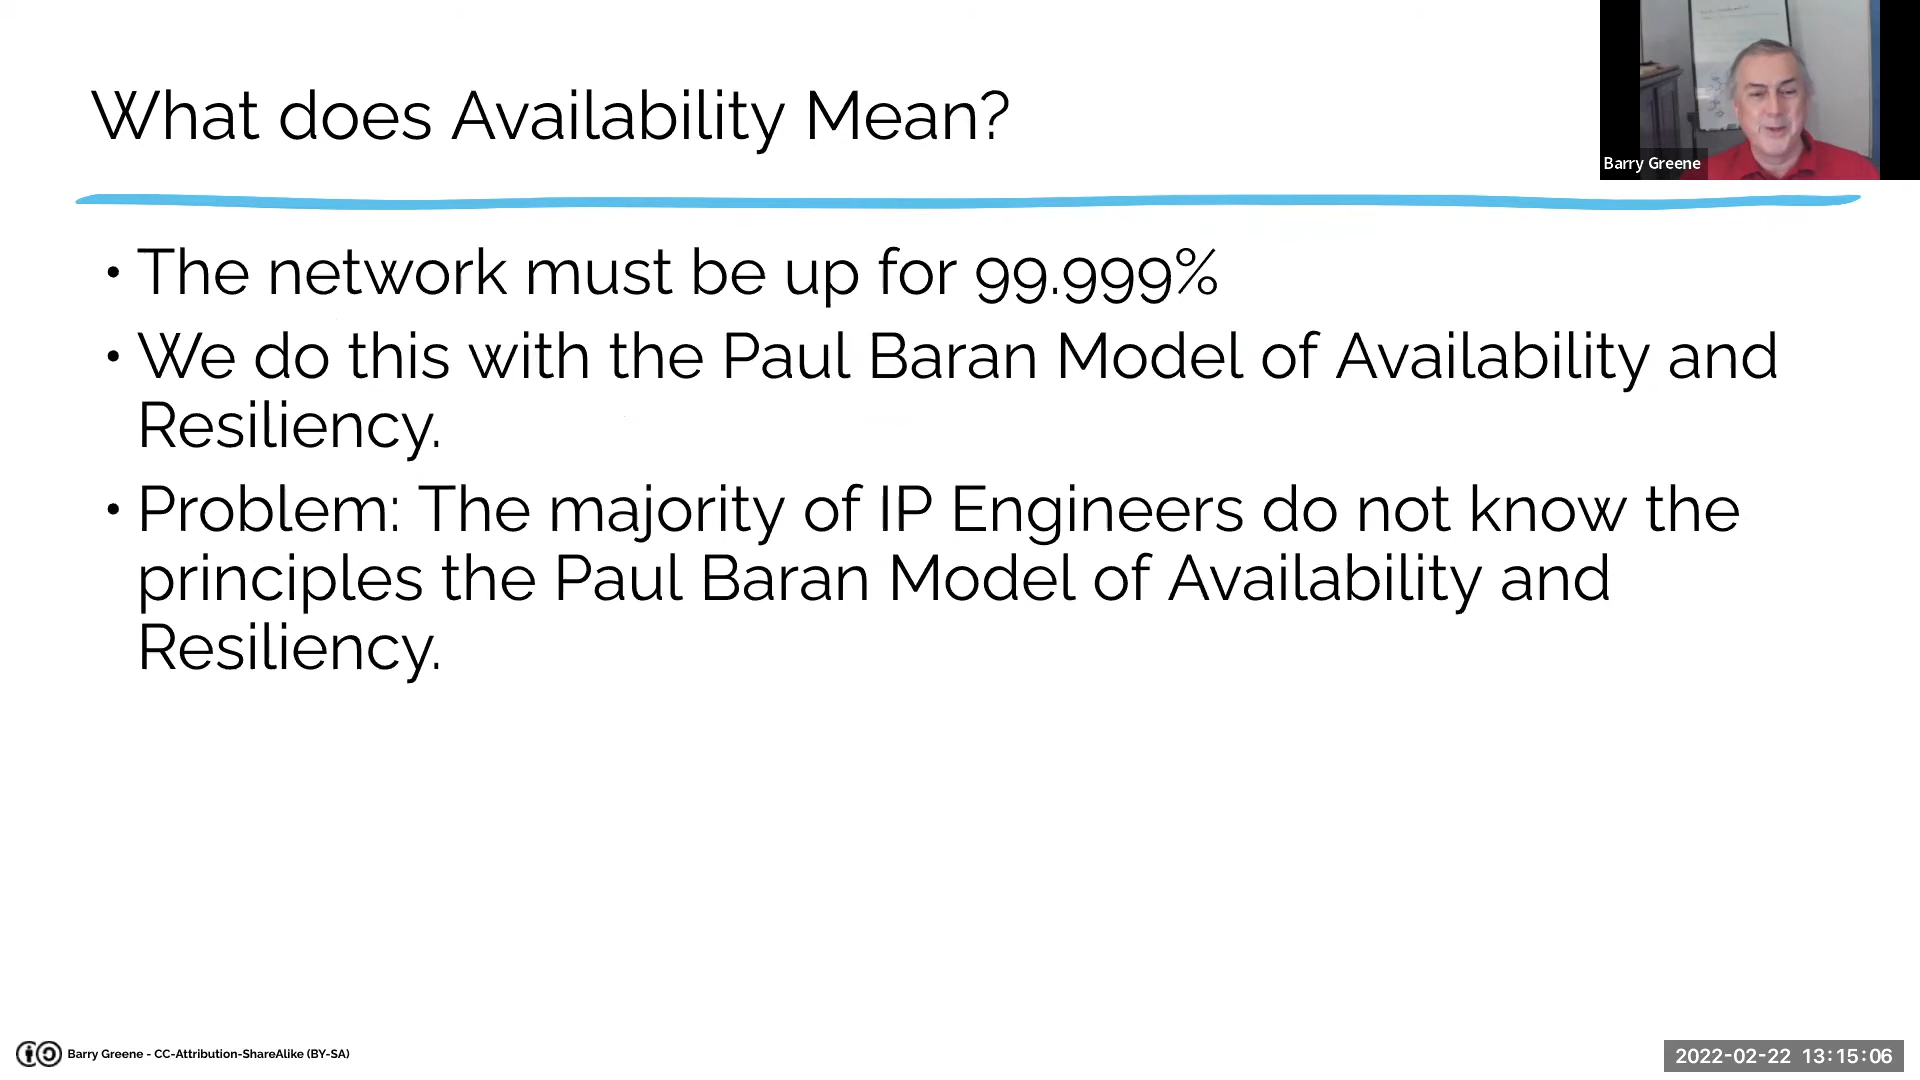 What does Availability Mean?
Barry Greene
• The network must be up for 99.999%
• We do this with the Paul Baran Model of Availability and
Resiliency.
• Problem: The majority of IP Engineers do not know the
principles the Paul Baran Model of Availability and
Resiliency.
Barry Greene - CC-Attribution-ShareAlike (BY-SA)
2022-02-22 13:15:06